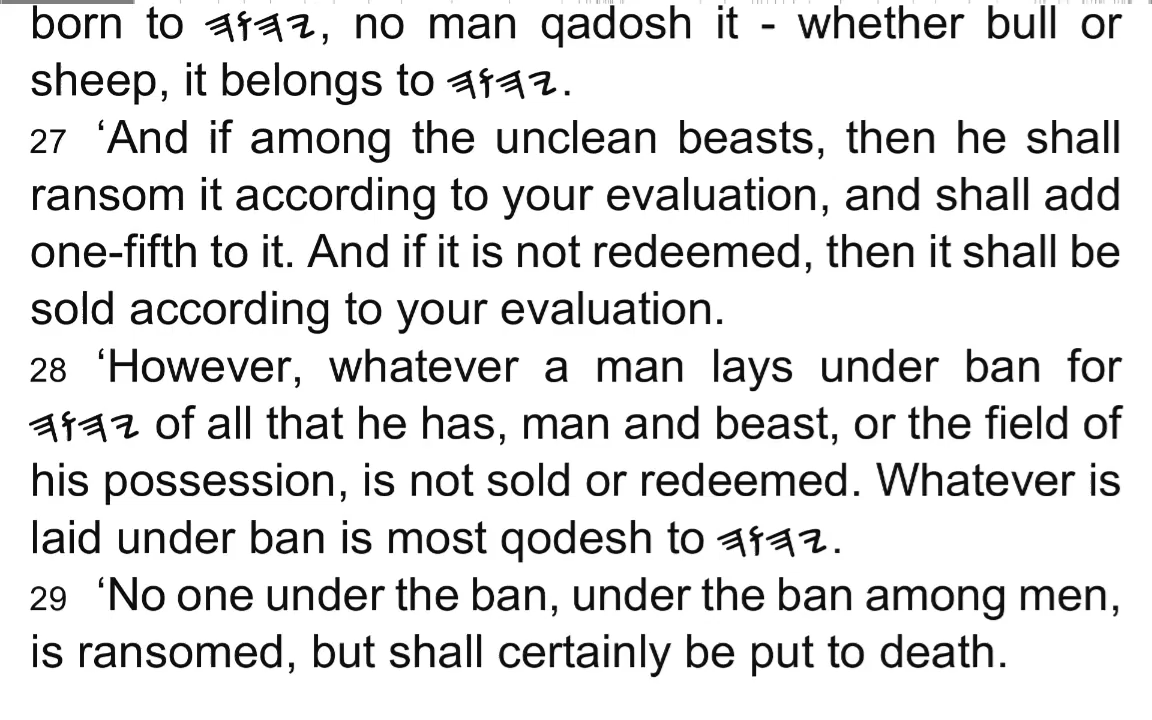 born to 𐤉𐤄𐤅𐤄, no man qadosh it - whether bull or
sheep, it belongs to 𐤉𐤄𐤅𐤄.
27 ‘And if among the unclean beasts, then he shall
ransom it according to your evaluation, and shall add
one-fifth to it. And if it is not redeemed, then it shall be
sold according to your evaluation.
28 ‘However, whatever a man lays under ban for
𐤉𐤄𐤅𐤄 of all that he has, man and beast, or the field of
his possession, is not sold or redeemed. Whatever is
laid under ban is most qodesh to 𐤉𐤄𐤅𐤄.
29 ‘No one under the ban, under the ban among men,
is ransomed, but shall certainly be put to death.